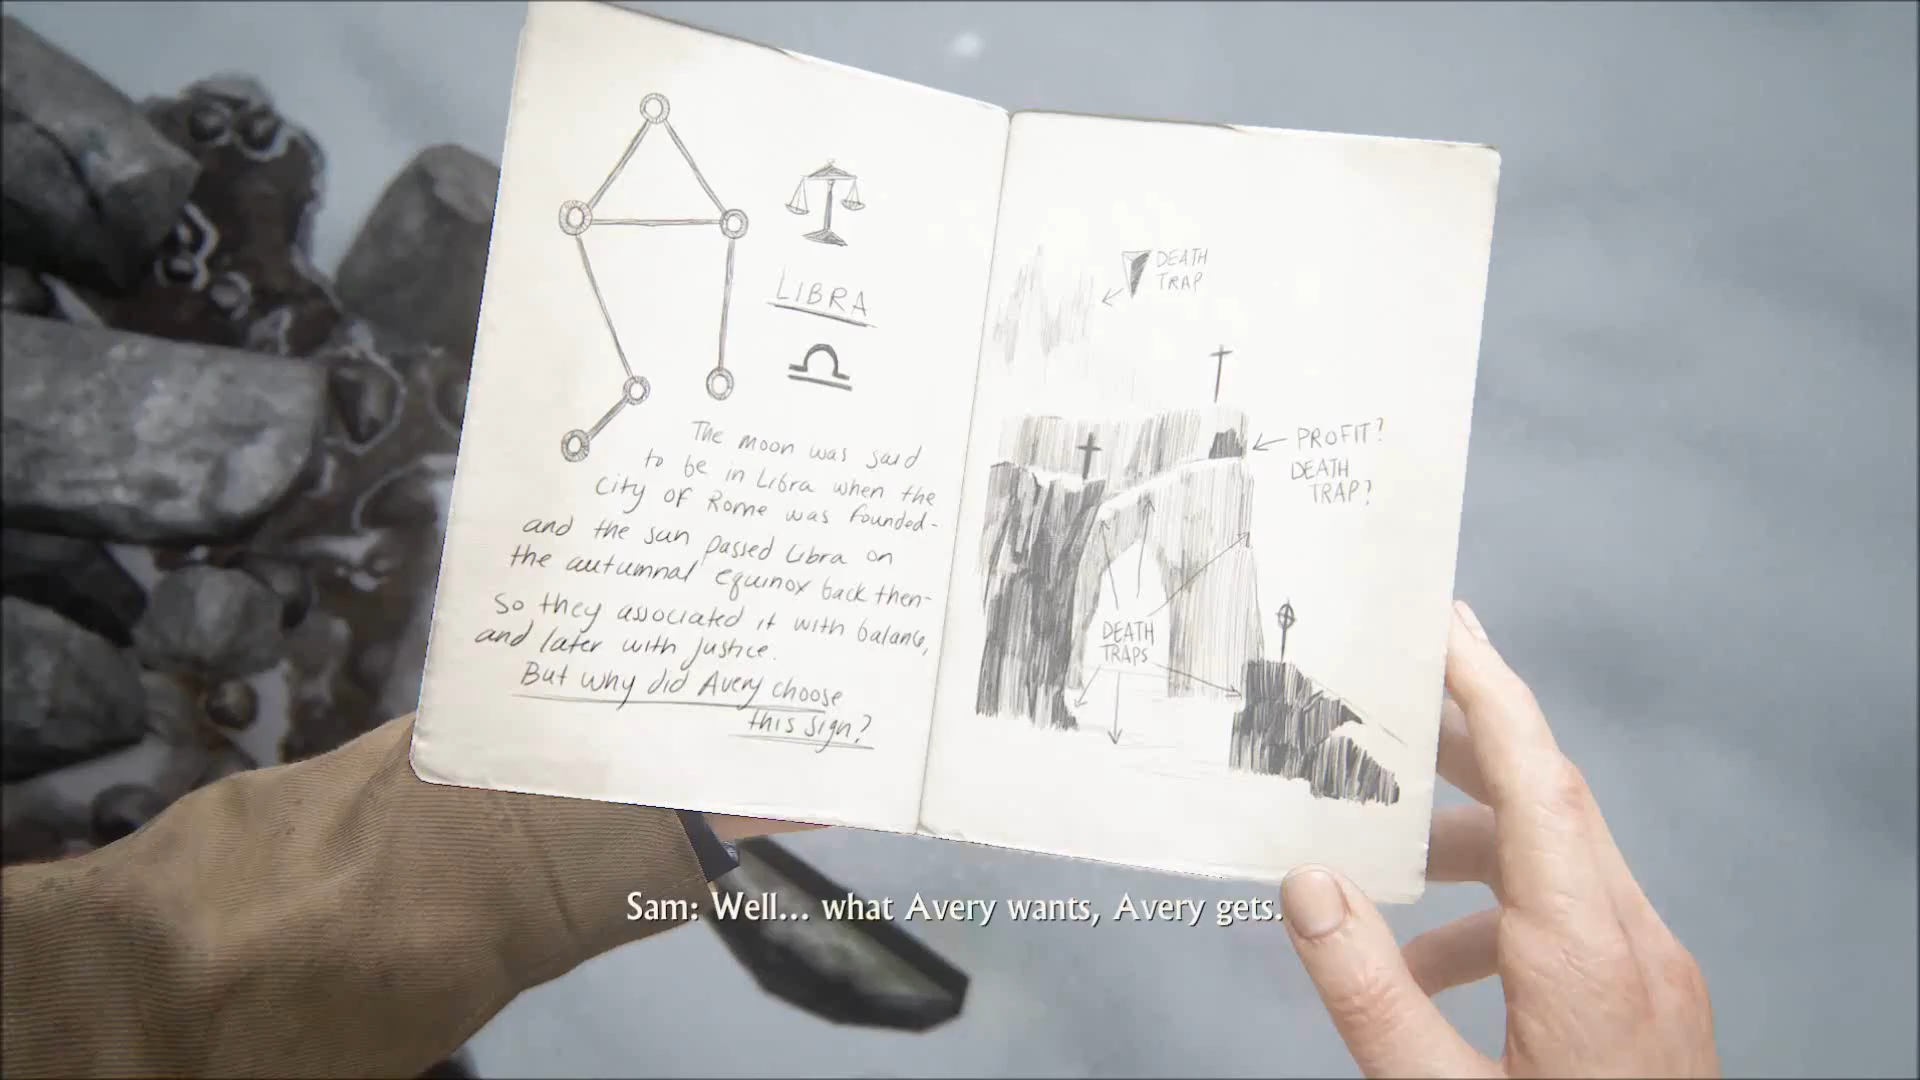 LIBRA
The moon was said
to be in Libra when the
City of Rome was founded-
and the sun passed Libra on
the autumnal equinox back then-
So they associated it with balance,
and later with justice.
But why did Avery choose
this sign?
DEATH
TRAP
PROFIT?
DEATH
TRAP?
DEATH
TRAPS
Sam: Well... what Avery wants, Avery gets.